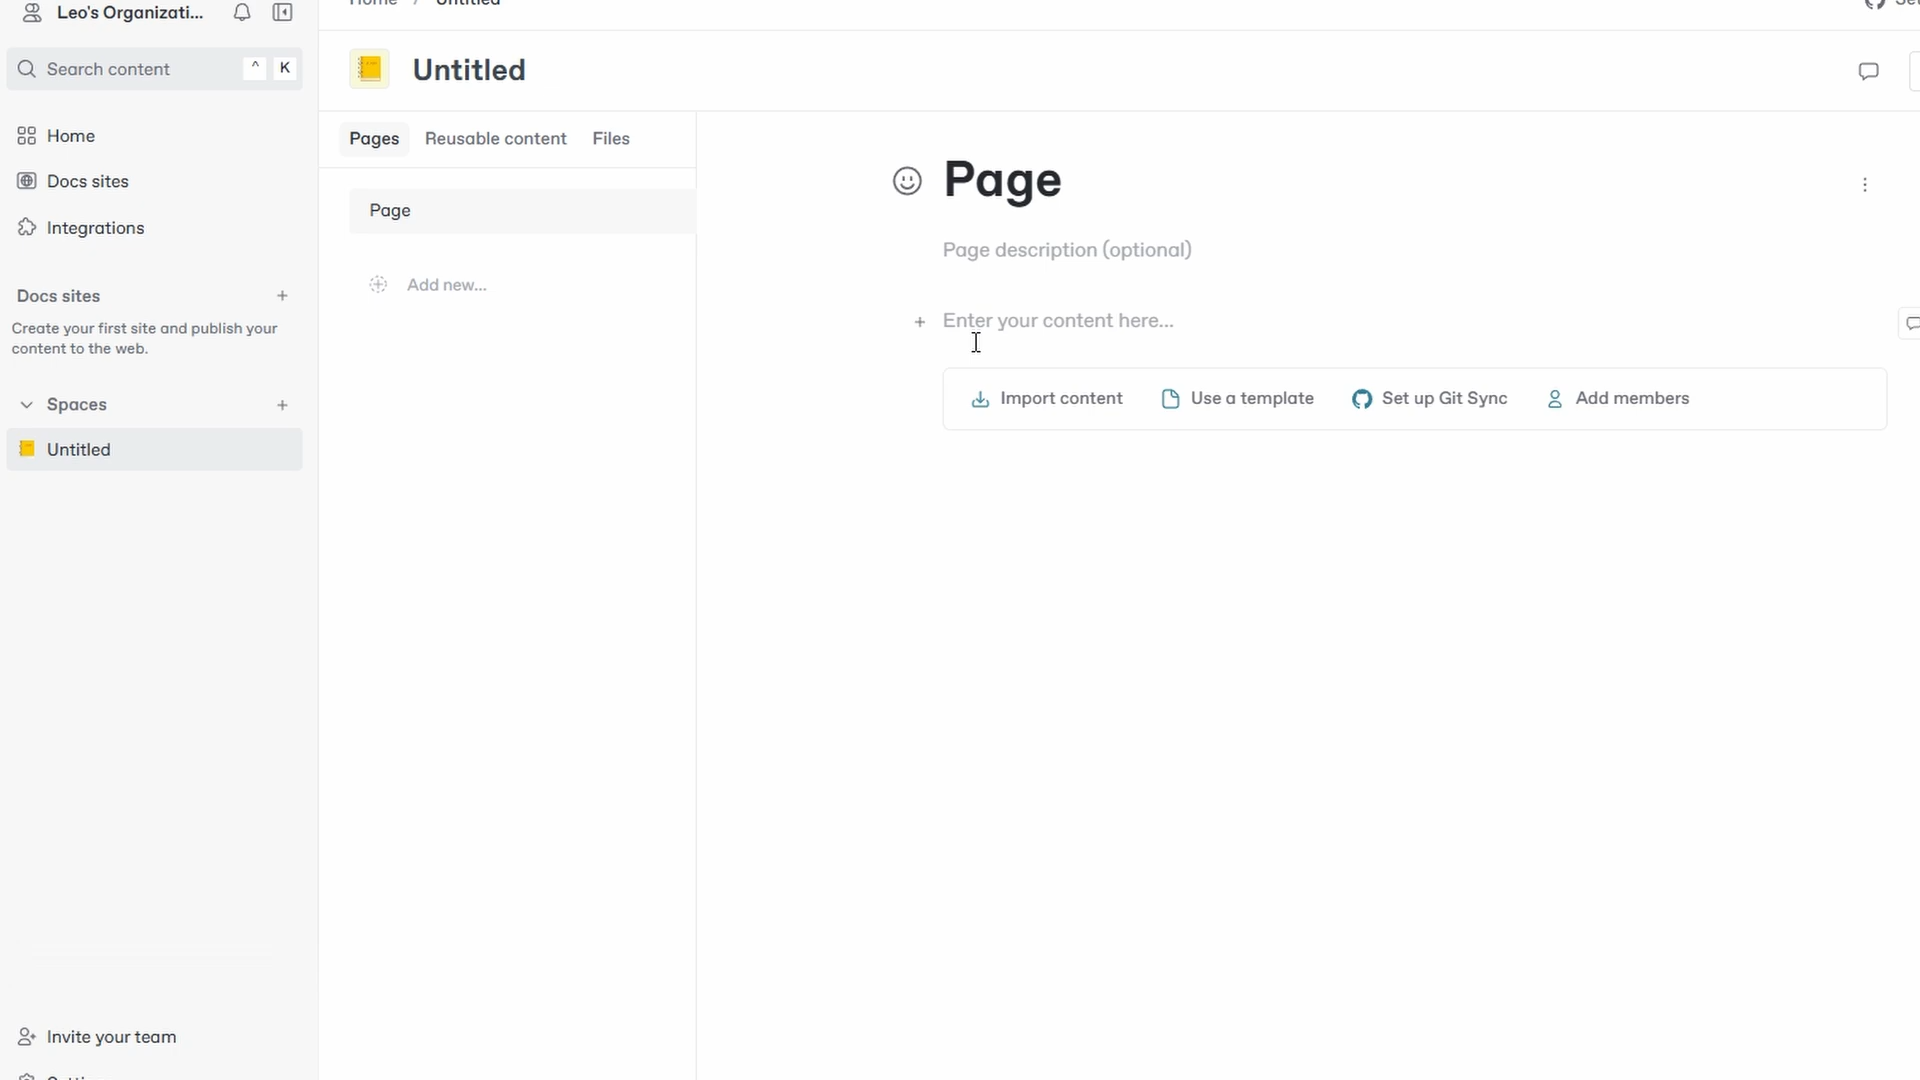 Leo's Organizati...
Search content
^ K
Home
Docs sites
Integrations
Docs sites
Create your first site and publish your
content to the web.
Spaces
Untitled
Invite your team
Home / Untitled
Untitled
Pages
Reusable content
Files
Page
Add new...
Page
Page description (optional)
Enter your content here...
Import content
Use a template
Set up Git Sync
Add members